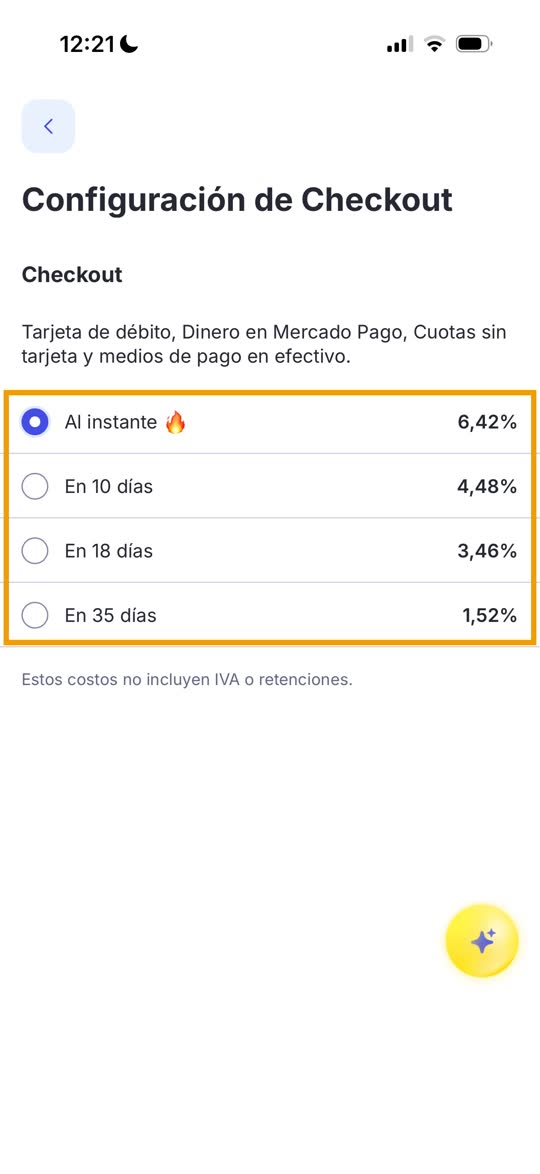 12:21
Configuración de Checkout
Checkout
Tarjeta de débito, Dinero en Mercado Pago, Cuotas sin
tarjeta y medios de pago en efectivo.
Al instante 🔥 6,42%
En 10 días 4,48%
En 18 días 3,46%
En 35 días 1,52%
Estos costos no incluyen IVA o retenciones.